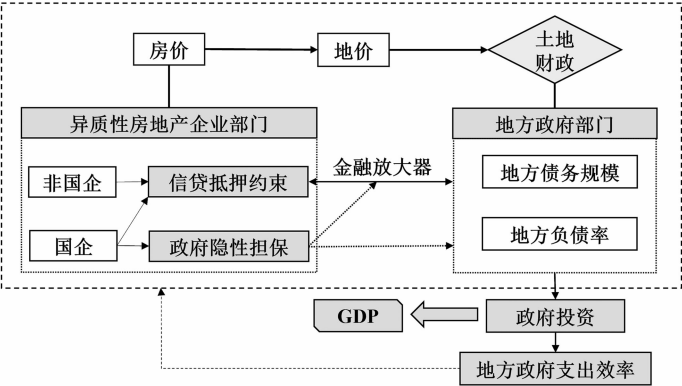 房价
地价
土地
财政
异质性房地产企业部门
地方政府部门
非国企
信贷抵押约束
金融放大器
地方债务规模
国企
政府隐性担保
地方负债率
GDP
政府投资
地方政府支出效率